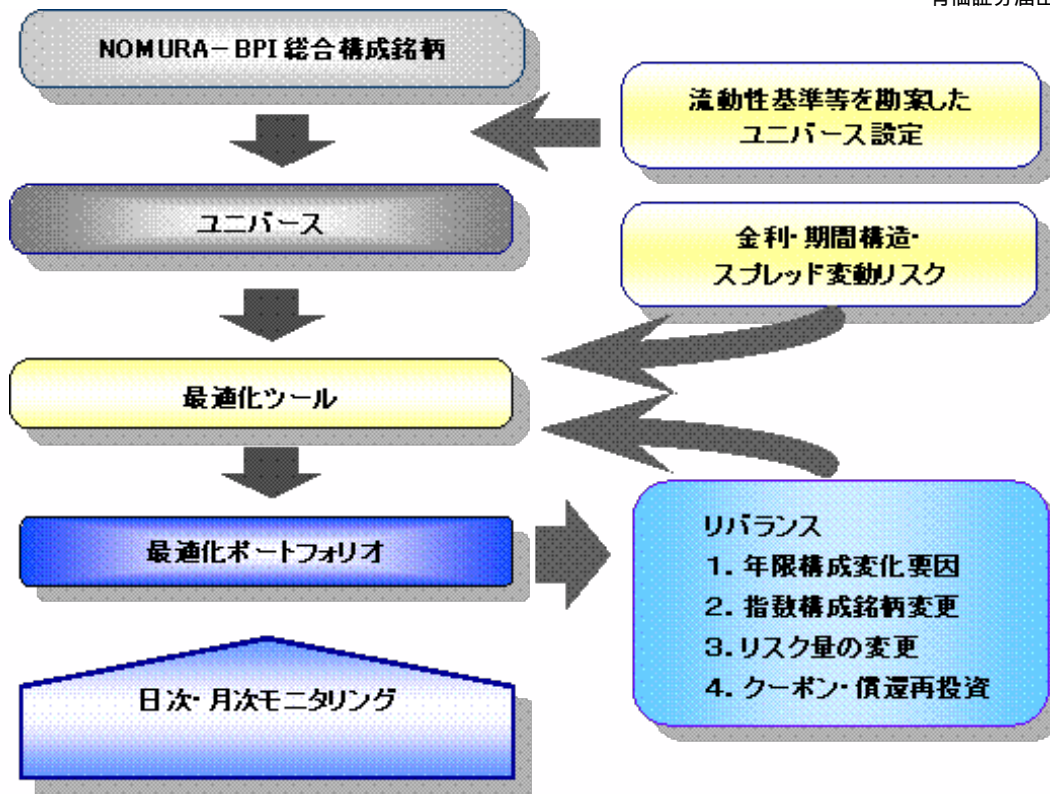 NOMURA－BPI 総合構成銘柄
流動性基準等を勘案した
ユニバース設定
ユニバース
金利・期間構造・
スプレッド変動リスク
最適化ツール
最適化ポートフォリオ
リバランス
1. 年限構成変化要因
2. 指数構成銘柄変更
3. リスク量の変更
4. クーポン・償還再投資
日次・月次モニタリング